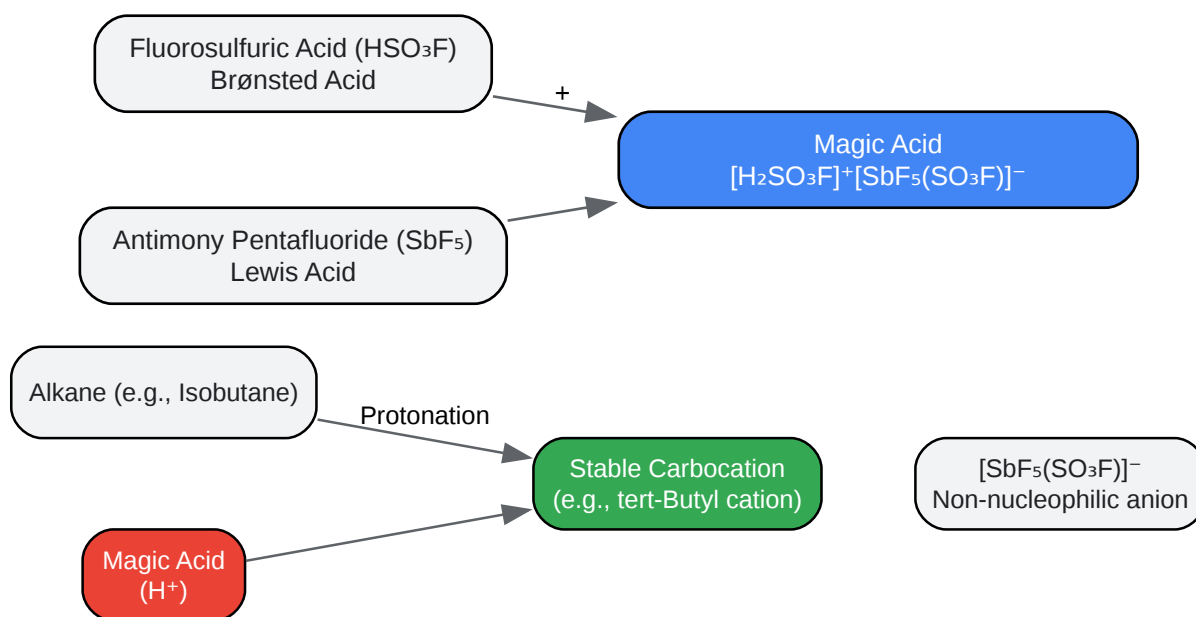 Fluorosulfuric Acid (HSO₃F)
Brønsted Acid
+
Magic Acid
[H₂SO₃F]⁺[SbF₅(SO₃F)]⁻
Antimony Pentafluoride (SbF₅)
Lewis Acid
Alkane (e.g., Isobutane)
Protonation
Stable Carbocation
(e.g., tert-Butyl cation)
[SbF₅(SO₃F)]⁻
Non-nucleophilic anion
Magic Acid
(H⁺)